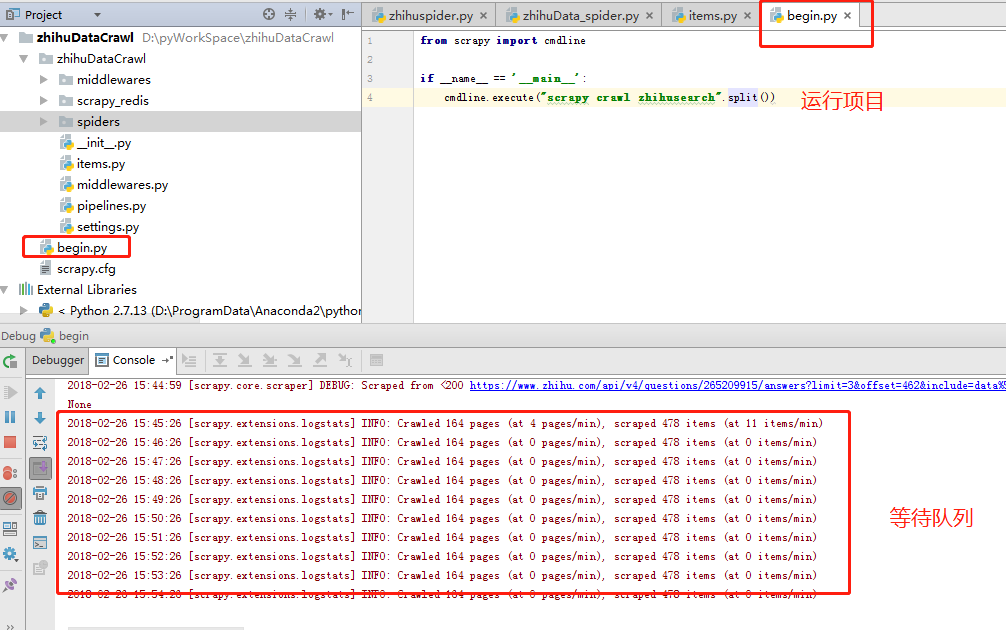 Project
zhihuspider.py
zhihuData_spider.py
items.py
begin.py
zhihuDataCrawl D:\pyWorkSpace\zhihuDataCrawl
zhihuDataCrawl
middlewares
scrapy_redis
spiders
__init__.py
items.py
middlewares.py
pipelines.py
settings.py
begin.py
scrapy.cfg
External Libraries
< Python 2.7.13 (D:\ProgramData\Anaconda2\python
1 from scrapy import cmdline
2
3 if __name__ == '__main__':
4 cmdline.execute("scrapy crawl zhihusearch".split())
运行项目
Debug begin
Debugger Console
2018-02-26 15:44:59 [scrapy.core.scraper] DEBUG: Scraped from <200 https://www.zhihu.com/api/v4/questions/265209915/answers?limit=3&offset=462&include=data%5
None
2018-02-26 15:45:26 [scrapy.extensions.logstats] INFO: Crawled 164 pages (at 4 pages/min), scraped 478 items (at 11 items/min)
2018-02-26 15:46:26 [scrapy.extensions.logstats] INFO: Crawled 164 pages (at 0 pages/min), scraped 478 items (at 0 items/min)
2018-02-26 15:47:26 [scrapy.extensions.logstats] INFO: Crawled 164 pages (at 0 pages/min), scraped 478 items (at 0 items/min)
2018-02-26 15:48:26 [scrapy.extensions.logstats] INFO: Crawled 164 pages (at 0 pages/min), scraped 478 items (at 0 items/min)
2018-02-26 15:49:26 [scrapy.extensions.logstats] INFO: Crawled 164 pages (at 0 pages/min), scraped 478 items (at 0 items/min)
2018-02-26 15:50:26 [scrapy.extensions.logstats] INFO: Crawled 164 pages (at 0 pages/min), scraped 478 items (at 0 items/min)
2018-02-26 15:51:26 [scrapy.extensions.logstats] INFO: Crawled 164 pages (at 0 pages/min), scraped 478 items (at 0 items/min)
2018-02-26 15:52:26 [scrapy.extensions.logstats] INFO: Crawled 164 pages (at 0 pages/min), scraped 478 items (at 0 items/min)
2018-02-26 15:53:26 [scrapy.extensions.logstats] INFO: Crawled 164 pages (at 0 pages/min), scraped 478 items (at 0 items/min)
2018-02-26 15:54:26 [scrapy.extensions.logstats] INFO: Crawled 164 pages (at 0 pages/min), scraped 478 items (at 0 items/min)
等待队列